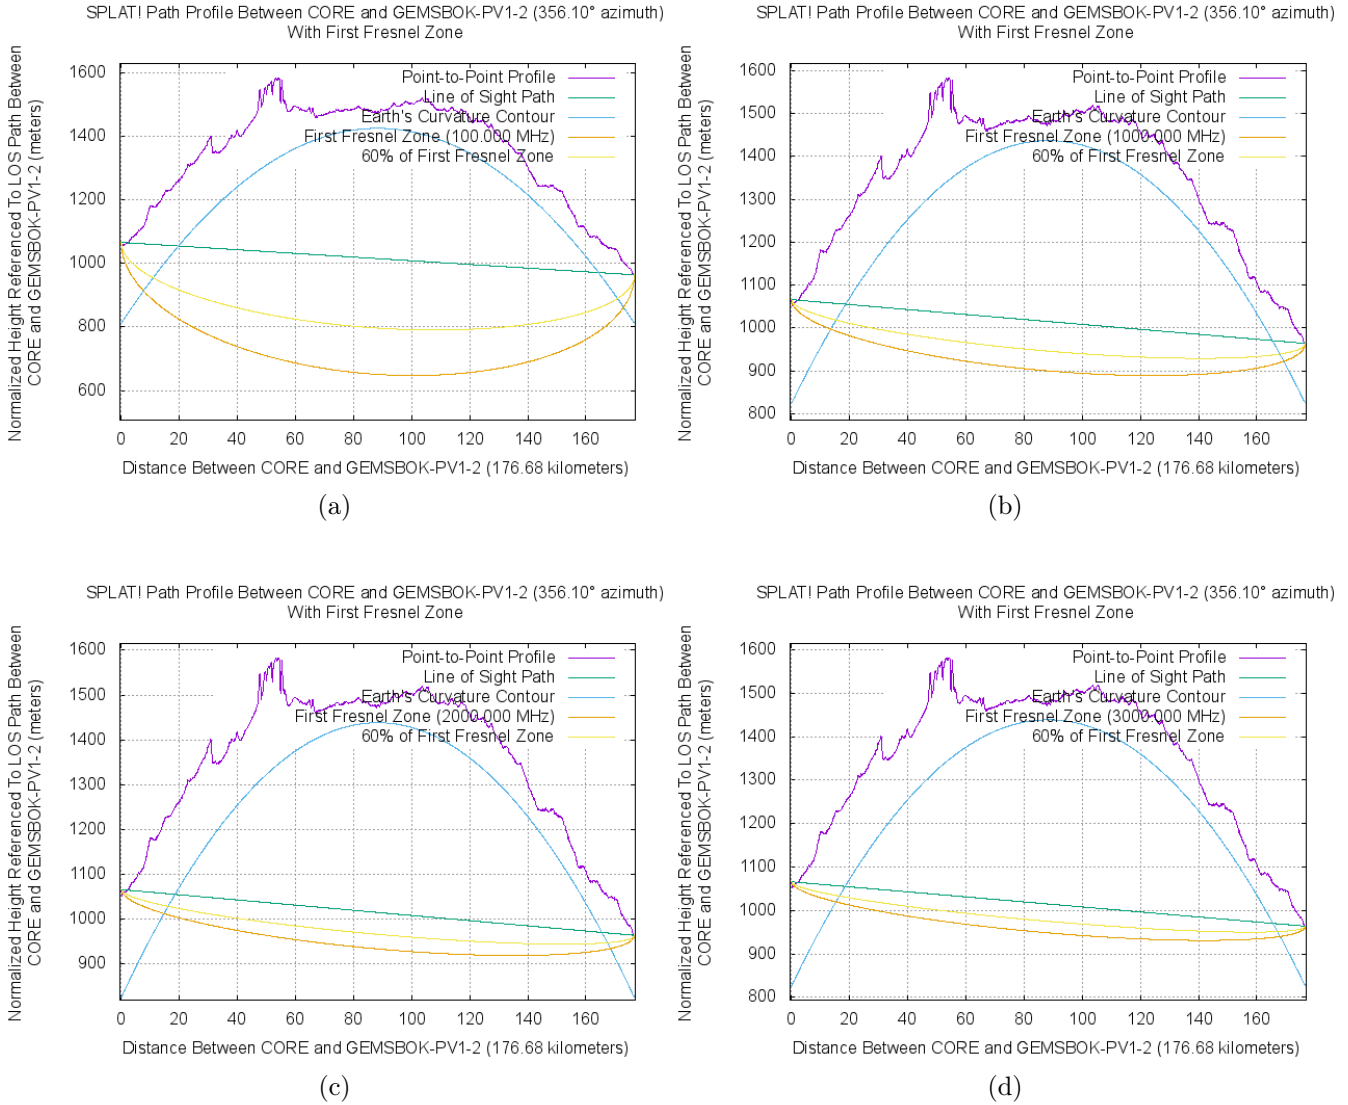 SPLAT! Path Profile Between CORE and GEMSBOK-PV1-2 (356.10° azimuth)
With First Fresnel Zone
Normalized Height Referenced To LOS Path Between
CORE and GEMSBOK-PV1-2 (meters)
1600
1400
1200
1000
800
600
Point-to-Point Profile
Line of Sight Path
Earth's Curvature Contour
First Fresnel Zone (100.000 MHz)
60% of First Fresnel Zone
0 20 40 60 80 100 120 140 160
Distance Between CORE and GEMSBOK-PV1-2 (176.68 kilometers)
(a)
SPLAT! Path Profile Between CORE and GEMSBOK-PV1-2 (356.10° azimuth)
With First Fresnel Zone
Normalized Height Referenced To LOS Path Between
CORE and GEMSBOK-PV1-2 (meters)
1600
1500
1400
1300
1200
1100
1000
900
800
Point-to-Point Profile
Line of Sight Path
Earth's Curvature Contour
First Fresnel Zone (1000.000 MHz)
60% of First Fresnel Zone
0 20 40 60 80 100 120 140 160
Distance Between CORE and GEMSBOK-PV1-2 (176.68 kilometers)
(b)
SPLAT! Path Profile Between CORE and GEMSBOK-PV1-2 (356.10° azimuth)
With First Fresnel Zone
Normalized Height Referenced To LOS Path Between
CORE and GEMSBOK-PV1-2 (meters)
1600
1500
1400
1300
1200
1100
1000
900
Point-to-Point Profile
Line of Sight Path
Earth's Curvature Contour
First Fresnel Zone (2000.000 MHz)
60% of First Fresnel Zone
0 20 40 60 80 100 120 140 160
Distance Between CORE and GEMSBOK-PV1-2 (176.68 kilometers)
(c)
SPLAT! Path Profile Between CORE and GEMSBOK-PV1-2 (356.10° azimuth)
With First Fresnel Zone
Normalized Height Referenced To LOS Path Between
CORE and GEMSBOK-PV1-2 (meters)
1600
1500
1400
1300
1200
1100
1000
900
800
Point-to-Point Profile
Line of Sight Path
Earth's Curvature Contour
First Fresnel Zone (3000.000 MHz)
60% of First Fresnel Zone
0 20 40 60 80 100 120 140 160
Distance Between CORE and GEMSBOK-PV1-2 (176.68 kilometers)
(d)